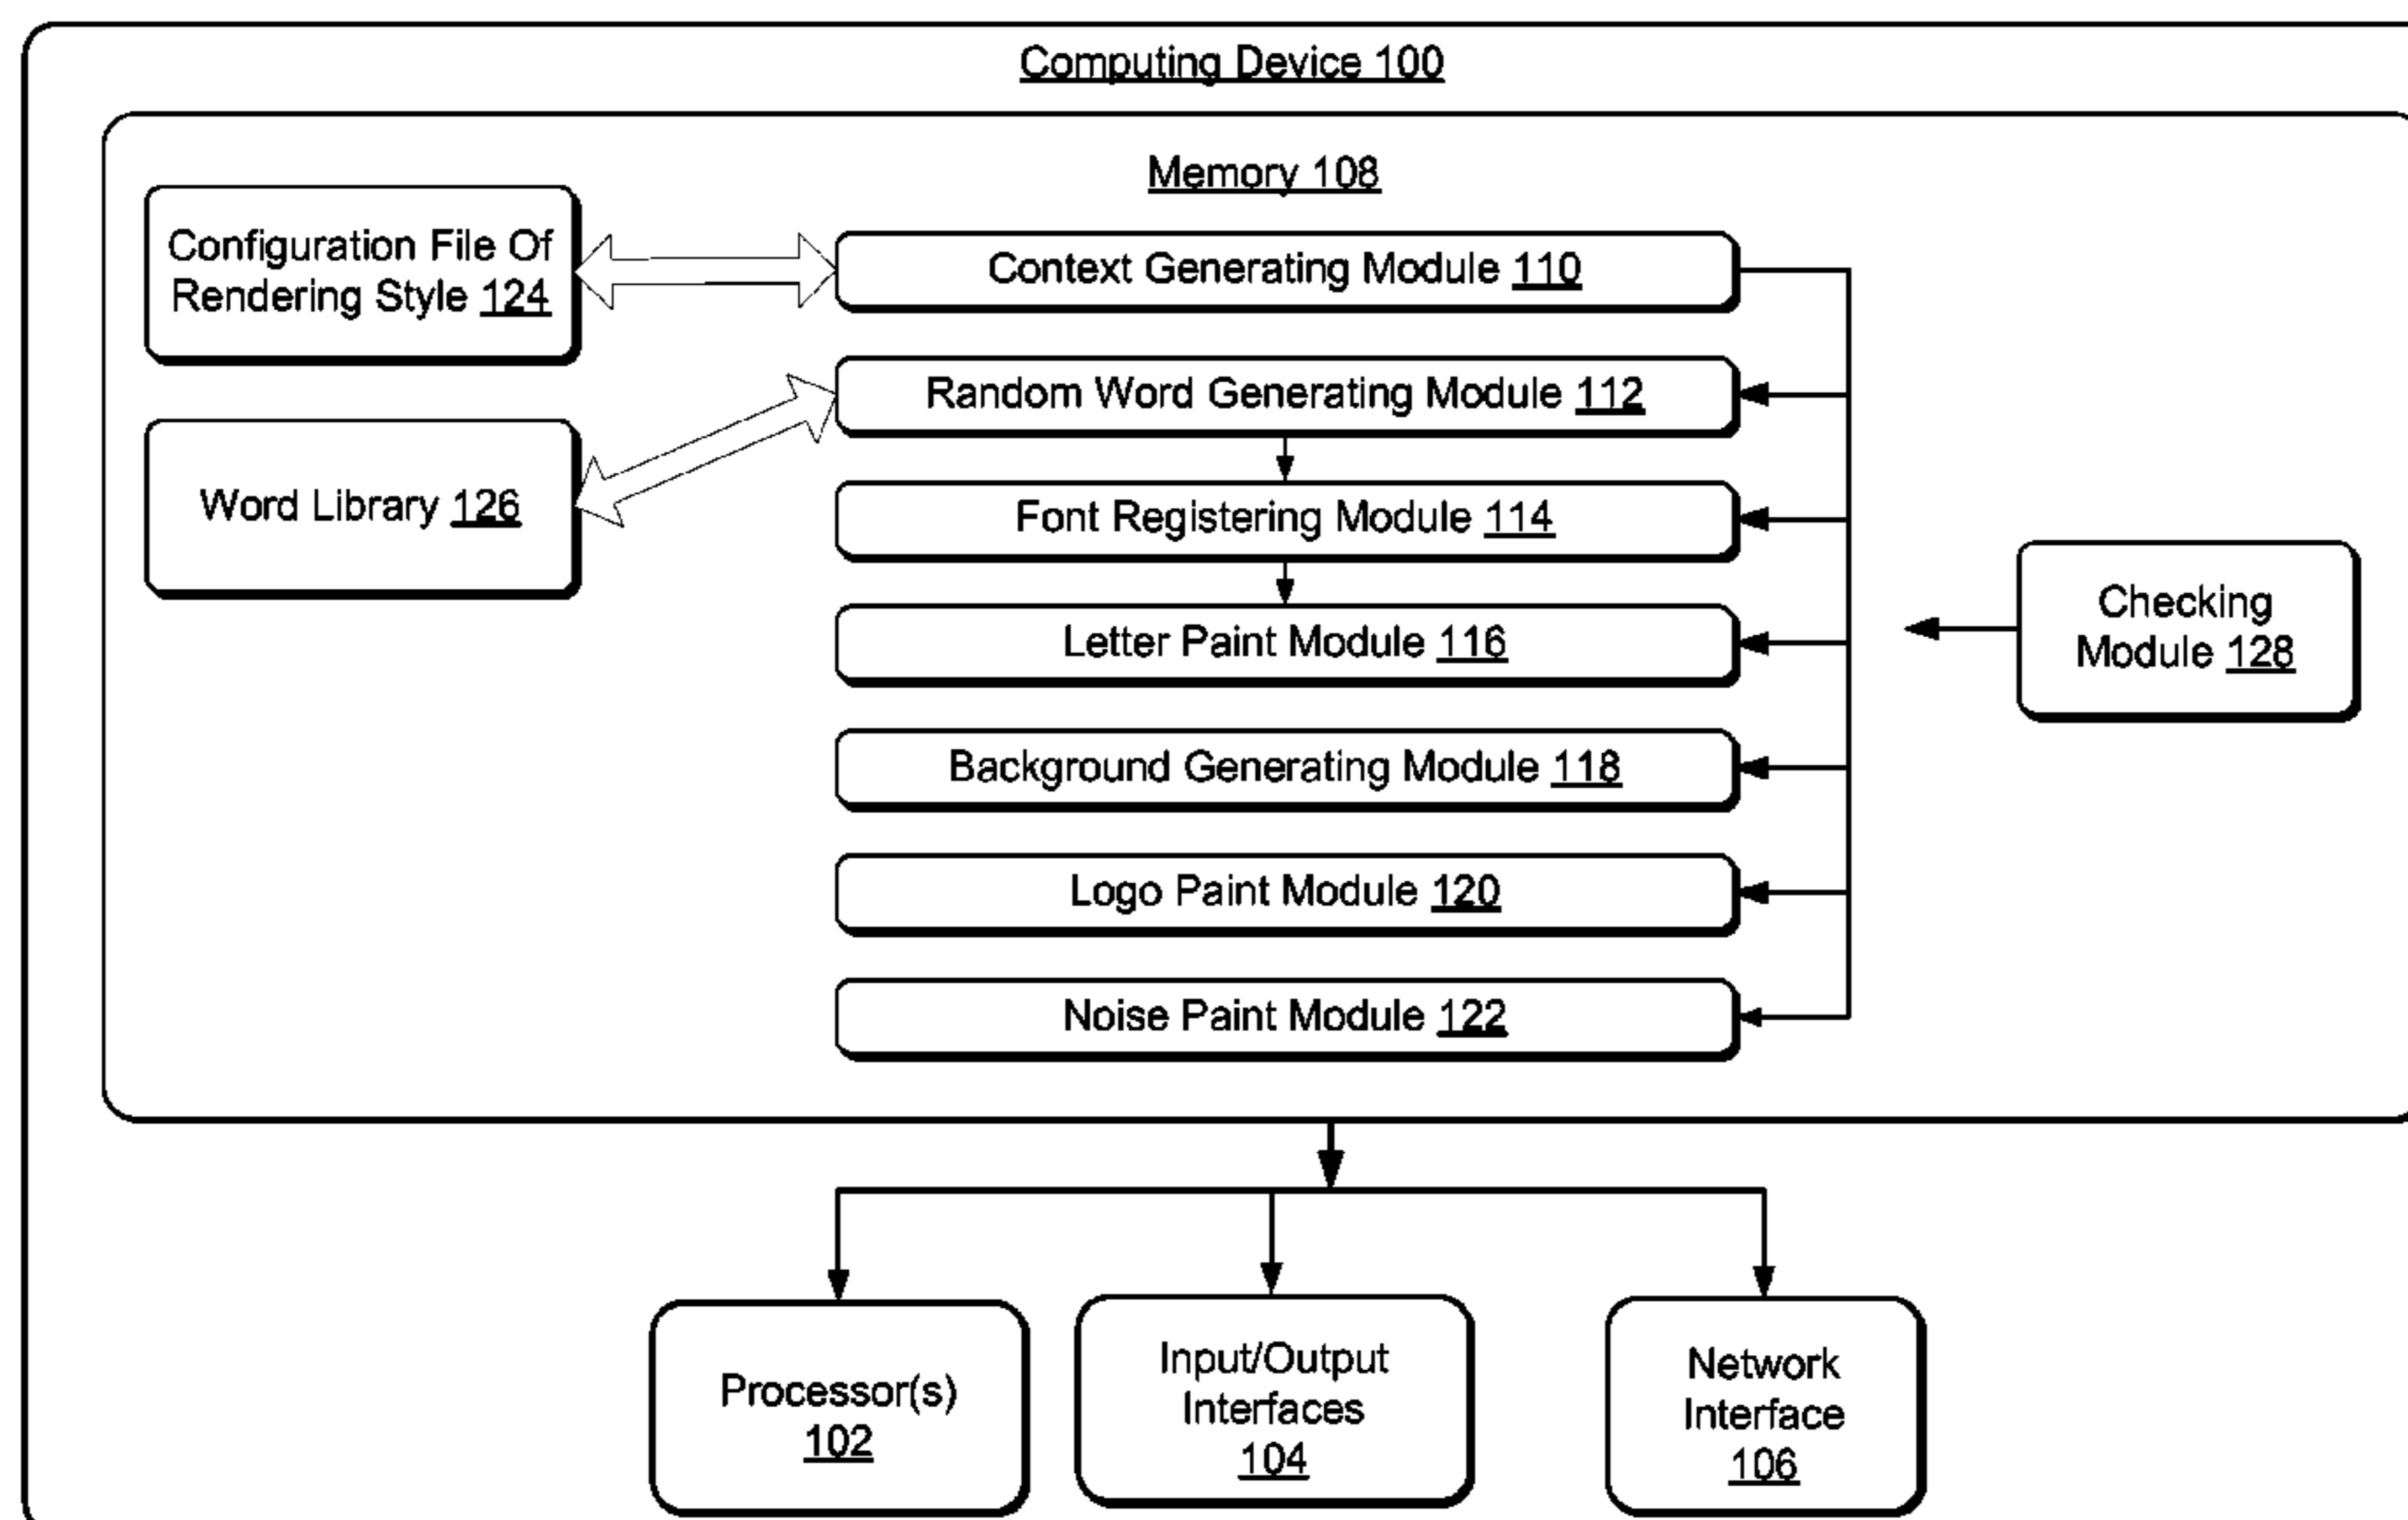 Computing Device 100
Memory 108
Configuration File Of
Rendering Style 124
Context Generating Module 110
Random Word Generating Module 112
Word Library 126
Font Registering Module 114
Letter Paint Module 116
Checking
Module 128
Background Generating Module 118
Logo Paint Module 120
Noise Paint Module 122
Processor(s)
102
Input/Output
Interfaces
104
Network
Interface
106